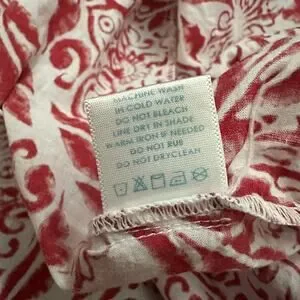 MACHINE WASH
IN COLD WATER
DO NOT BLEACH
LINE DRY IN SHADE
WARM IRON IF NEEDED
DO NOT RUB
DO NOT DRYCLEAN